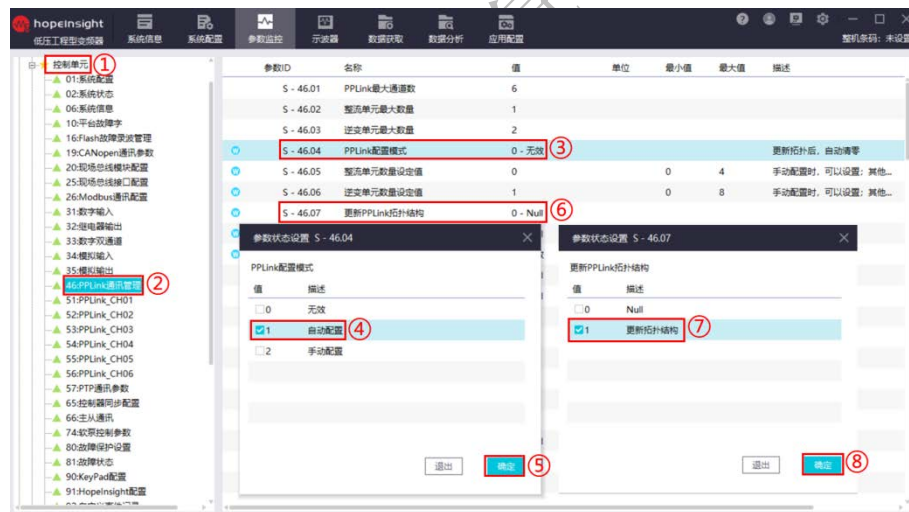 hopeinsight
低压工程型变频器
系统信息
系统配置
参数监控
示波器
数据获取
数据分析
应用配置
整机条码: 未设置
控制单元 ①
01:系统配置
02:系统状态
06:系统信息
10:平台故障字
16:Flash故障录波管理
19:CANopen通讯参数
20:现场总线模块配置
25:现场总线接口配置
26:Modbus通讯配置
31:数字输入
32:继电器输出
33:数字双通道
34:模拟输入
35:模拟输出
46:PPLink通讯管理 ②
51:PPLink_CH01
52:PPLink_CH02
53:PPLink_CH03
54:PPLink_CH04
55:PPLink_CH05
56:PPLink_CH06
57:PTP通讯参数
65:控制器同步配置
66:主从通讯
74:软泵控制参数
80:故障保护设置
81:故障状态
90:KeyPad配置
91:HopeInsight配置
参数ID 名称 值 单位 最小值 最大值 描述
S - 46.01 PPLink最大通道数 6
S - 46.02 整流单元最大数量 1
S - 46.03 逆变单元最大数量 2
S - 46.04 PPLink配置模式 0 - 无效 ③ 更新拓扑后，自动清零
S - 46.05 整流单元数量设定值 0 0 4 手动配置时，可以设置；其他...
S - 46.06 逆变单元数量设定值 1 0 8 手动配置时，可以设置；其他...
S - 46.07 更新PPLink拓扑结构 0 - Null ⑥
参数状态设置 S - 46.04
PPLink配置模式
值 描述
0 无效
1 自动配置 ④
2 手动配置
退出 确定 ⑤
参数状态设置 S - 46.07
更新PPLink拓扑结构
值 描述
0 Null
1 更新拓扑结构 ⑦
退出 确定 ⑧